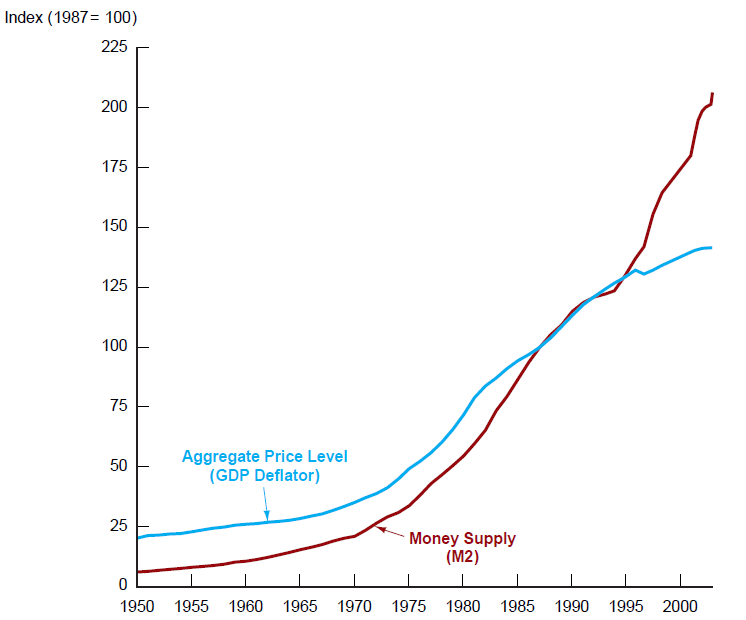 Index (1987= 100)
225
200
175
150
125
100
75
50
25
0
Aggregate Price Level
(GDP Deflator)
Money Supply
(M2)
1950 1955 1960 1965 1970 1975 1980 1985 1990 1995 2000